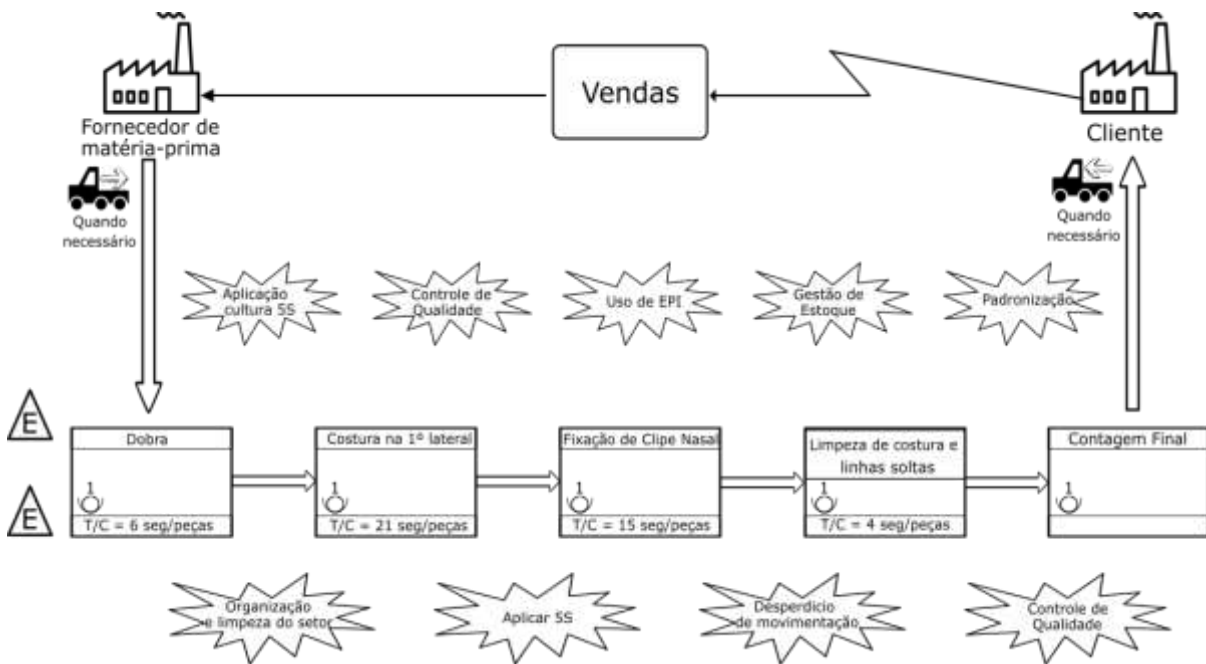 Vendas
Fornecedor de
matéria-prima
Cliente
Quando
necessário
Quando
necessário
Aplicação
cultura 5S
Controle de
Qualidade
Uso de EPI
Gestão de
Estoque
Padronização
E
E
Dobra
1
T/C = 6 seg/peças
Costura na 1º lateral
1
T/C = 21 seg/peças
Fixação de Clipe Nasal
1
T/C = 15 seg/peças
Limpeza de costura e
linhas soltas
1
T/C = 4 seg/peças
Contagem Final
1
Organização
e limpeza do setor
Aplicar 5S
Desperdício
de movimentação
Controle de
Qualidade